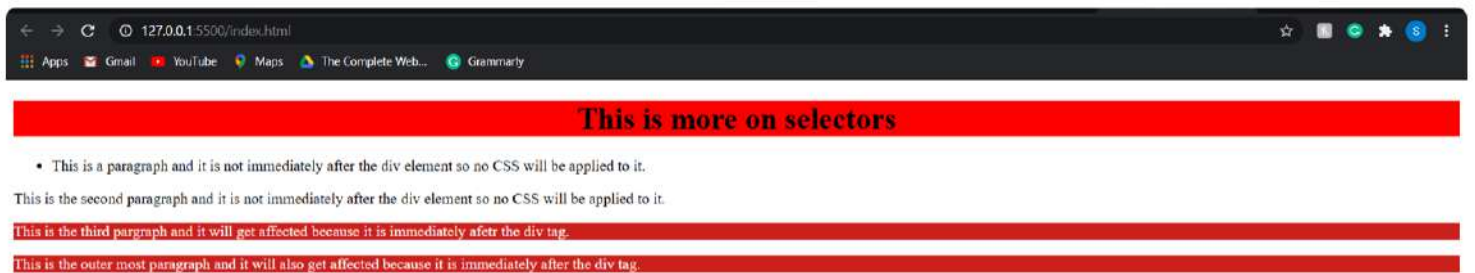 127.0.0.1:5500/index.html
S
Apps Gmail YouTube Maps The Complete Web... Grammarly
This is more on selectors
• This is a paragraph and it is not immediately after the div element so no CSS will be applied to it.
This is the second paragraph and it is not immediately after the div element so no CSS will be applied to it.
This is the third pargraph and it will get affected because it is immediately afetr the div tag.
This is the outer most paragraph and it will also get affected because it is immediately after the div tag.